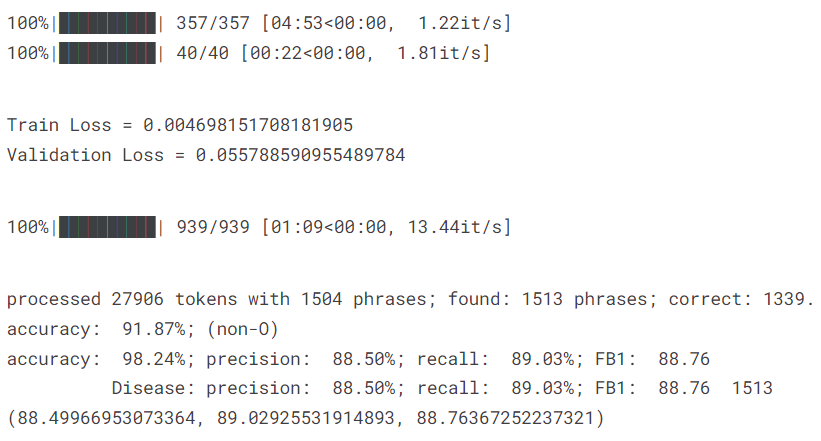 100%|██████████| 357/357 [04:53<00:00,  1.22it/s]
100%|██████████| 40/40 [00:22<00:00,  1.81it/s]
Train Loss = 0.004698151708181905
Validation Loss = 0.055788590955489784
100%|██████████| 939/939 [01:09<00:00, 13.44it/s]
processed 27906 tokens with 1504 phrases; found: 1513 phrases; correct: 1339.
accuracy:  91.87%; (non-O)
accuracy:  98.24%; precision:  88.50%; recall:  89.03%; FB1:  88.76
Disease: precision:  88.50%; recall:  89.03%; FB1:  88.76  1513
(88.49966953073364, 89.02925531914893, 88.76367252237321)